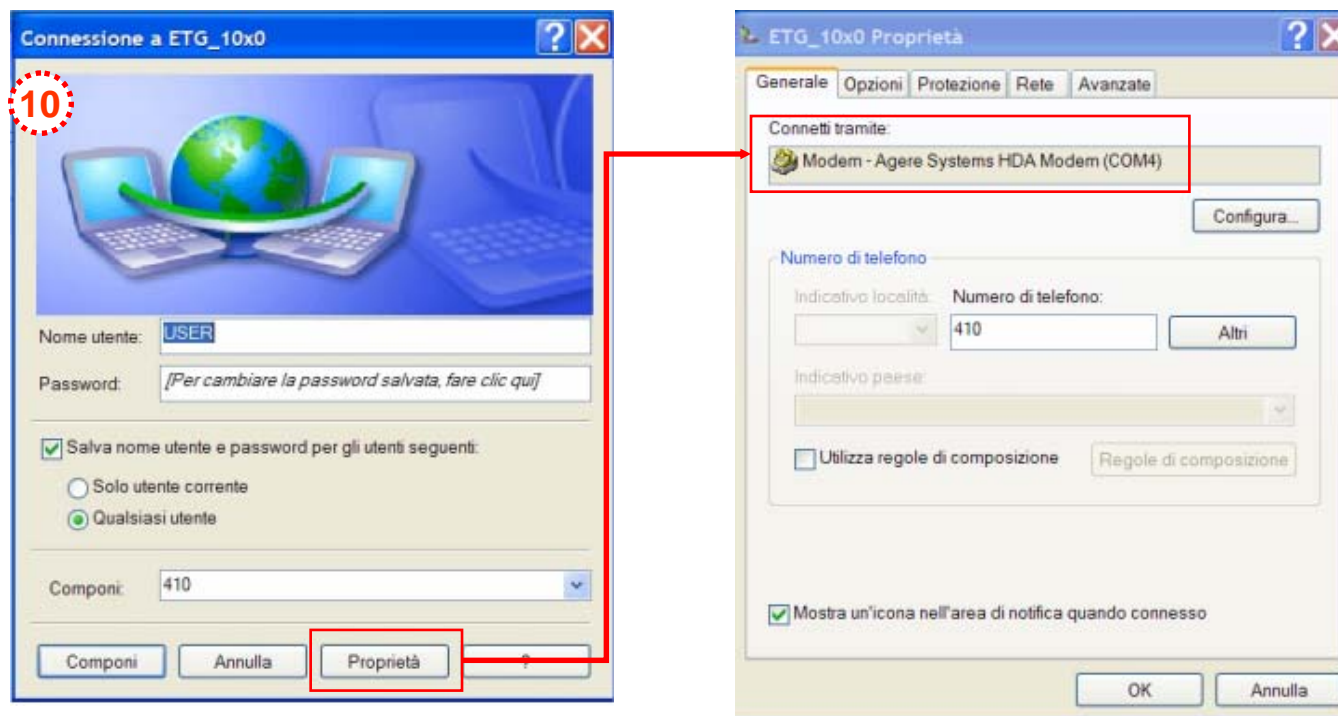 Connessione a ETG_10x0
10
Nome utente: USER
Password: [Per cambiare la password salvata, fare clic qui]
Salva nome utente e password per gli utenti seguenti:
Solo utente corrente
Qualsiasi utente
Componi: 410
Componi Annulla Proprietà ?
ETG_10x0 Proprietà
Generale Opzioni Protezione Rete Avanzate
Connetti tramite:
Modem - Agere Systems HDA Modem (COM4)
Configura...
Numero di telefono
Indicativo località: Numero di telefono:
410 Altri
Indicativo paese:
Utilizza regole di composizione Regole di composizione
Mostra un'icona nell'area di notifica quando connesso
OK Annulla